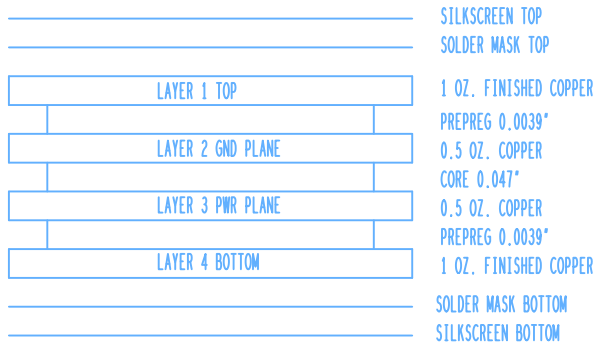 SILKSCREEN TOP
SOLDER MASK TOP
LAYER 1 TOP 1 OZ. FINISHED COPPER
PREPREG 0.0039"
LAYER 2 GND PLANE 0.5 OZ. COPPER
CORE 0.047"
LAYER 3 PWR PLANE 0.5 OZ. COPPER
PREPREG 0.0039"
LAYER 4 BOTTOM 1 OZ. FINISHED COPPER
SOLDER MASK BOTTOM
SILKSCREEN BOTTOM